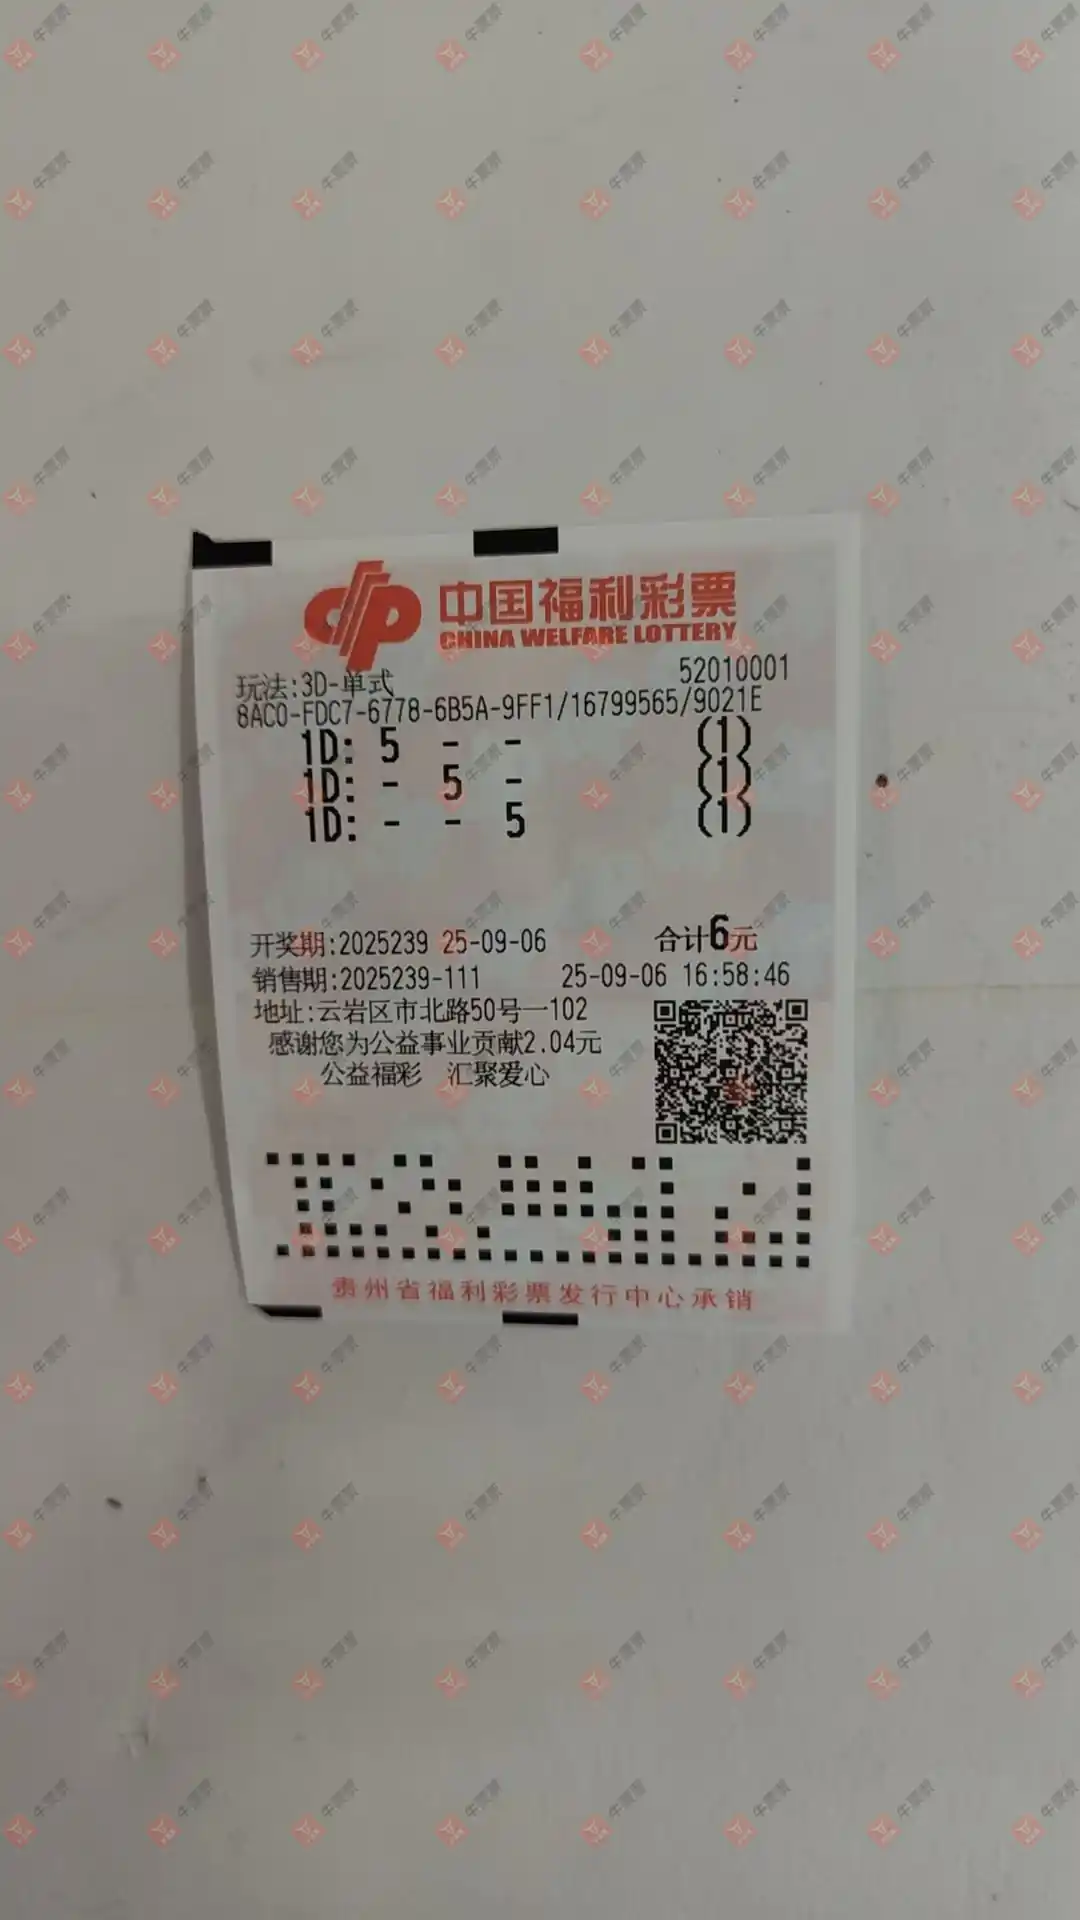 中国福利彩票
CHINA WELFARE LOTTERY
玩法:3D-单式 52010001
8AC0-FDC7-6778-6B5A-9FF1/16799565/9021E
1D: 5 - - (1)
1D: - 5 - (1)
1D: - - 5 (1)
开奖期:2025239 25-09-06 合计6元
销售期:2025239-111 25-09-06 16:58:46
地址:云岩区市北路50号一102
感谢您为公益事业贡献2.04元
公益福彩 汇聚爱心
贵州省福利彩票发行中心承销